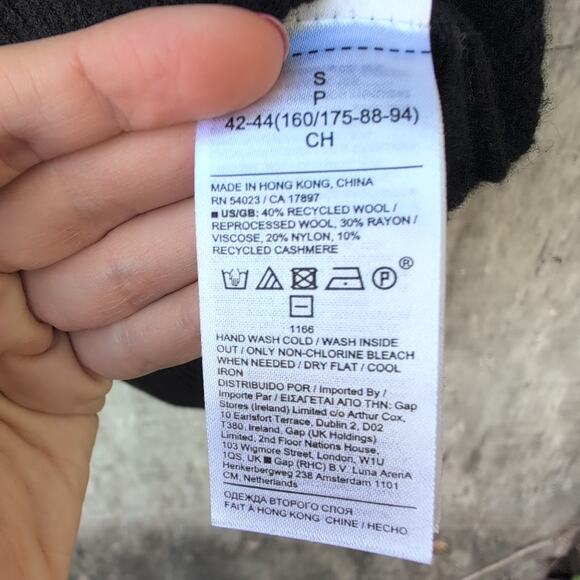 S
P
42-44(160/175-88-94)
CH
MADE IN HONG KONG, CHINA
RN 54023 / CA 17897
■ US/GB: 40% RECYCLED WOOL /
REPROCESSED WOOL, 30% RAYON /
VISCOSE, 20% NYLON, 10%
RECYCLED CASHMERE
P ®
1166
HAND WASH COLD / WASH INSIDE
OUT / ONLY NON-CHLORINE BLEACH
WHEN NEEDED / DRY FLAT / COOL
IRON
DISTRIBUIDO POR / Imported By /
Importe Par / ΕΙΣΑΓΕΤΑΙ ΑΠΟ ΤΗΝ: Gap
Stores (Ireland) Limited c/o Arthur Cox,
10 Earlsfort Terrace, Dublin 2, D02
T380, Ireland, Gap (UK Holdings)
Limited, 2nd Floor Nations House,
103 Wigmore Street, London, W1U
1QS, UK ■ Gap (RHC) B.V. Luna ArenA
Herikerbergweg 238 Amsterdam 1101
CM, Netherlands
ОДЕЖДА ВТОРОГО СЛОЯ
FAIT À HONG KONG CHINE / HECHO